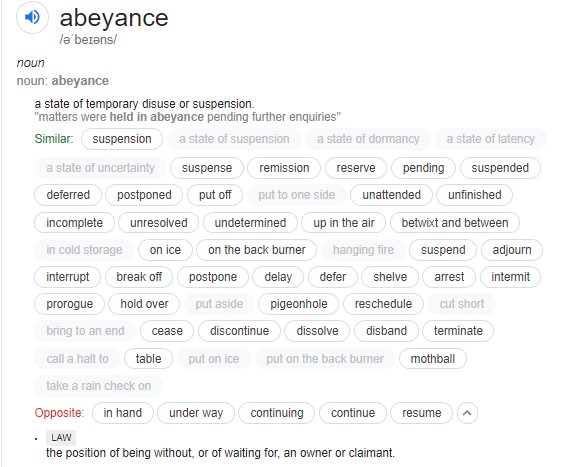 abeyance
/əˈbeɪəns/
noun
noun: abeyance
a state of temporary disuse or suspension.
"matters were held in abeyance pending further enquiries"
Similar: suspension a state of suspension a state of dormancy a state of latency
a state of uncertainty suspense remission reserve pending suspended
deferred postponed put off put to one side unattended unfinished
incomplete unresolved undetermined up in the air betwixt and between
in cold storage on ice on the back burner hanging fire suspend adjourn
interrupt break off postpone delay defer shelve arrest intermit
prorogue hold over put aside pigeonhole reschedule cut short
bring to an end cease discontinue dissolve disband terminate
call a halt to table put on ice put on the back burner mothball
take a rain check on
Opposite: in hand under way continuing continue resume
• LAW
the position of being without, or of waiting for, an owner or claimant.